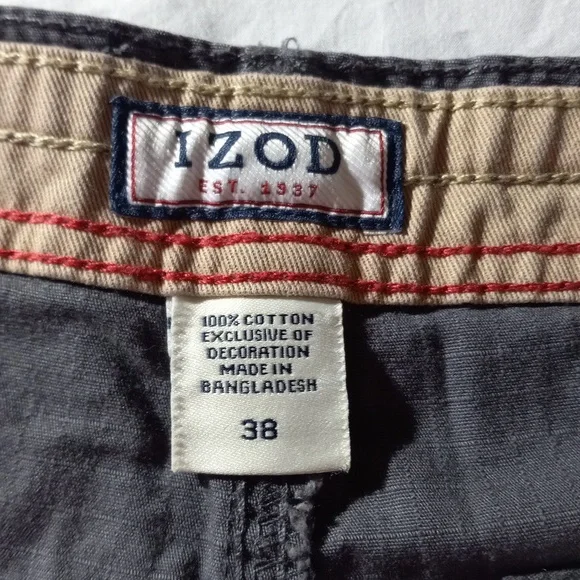 IZOD
EST. 1937
100% COTTON
EXCLUSIVE OF
DECORATION
MADE IN
BANGLADESH
38